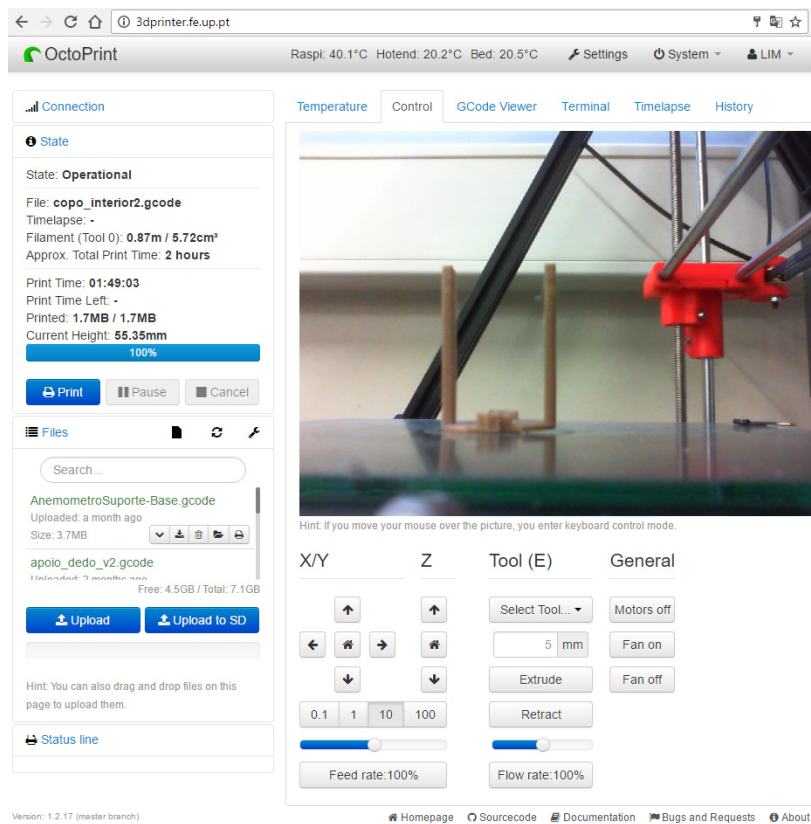 3dprinter.fe.up.pt
OctoPrint
Raspi: 40.1°C Hotend: 20.2°C Bed: 20.5°C
Settings
System
LIM
Connection
State
State: Operational
File: copo_interior2.gcode
Timelapse: -
Filament (Tool 0): 0.87m / 5.72cm³
Approx. Total Print Time: 2 hours
Print Time: 01:49:03
Print Time Left: -
Printed: 1.7MB / 1.7MB
Current Height: 55.35mm
100%
Print
Pause
Cancel
Files
Search...
AnemometroSuporte-Base.gcode
Uploaded: a month ago
Size: 3.7MB
apoio_dedo_v2.gcode
Uploaded: 2 months ago
Free: 4.5GB / Total: 7.1GB
Upload
Upload to SD
Hint: You can also drag and drop files on this
page to upload them.
Status line
Temperature
Control
GCode Viewer
Terminal
Timelapse
History
Hint: If you move your mouse over the picture, you enter keyboard control mode.
X/Y
Z
Tool (E)
General
Select Tool...
Motors off
5 mm
Fan on
Extrude
Fan off
0.1 1 10 100
Retract
Feed rate:100%
Flow rate:100%
Version: 1.2.17 (master branch)
Homepage
Sourcecode
Documentation
Bugs and Requests
About